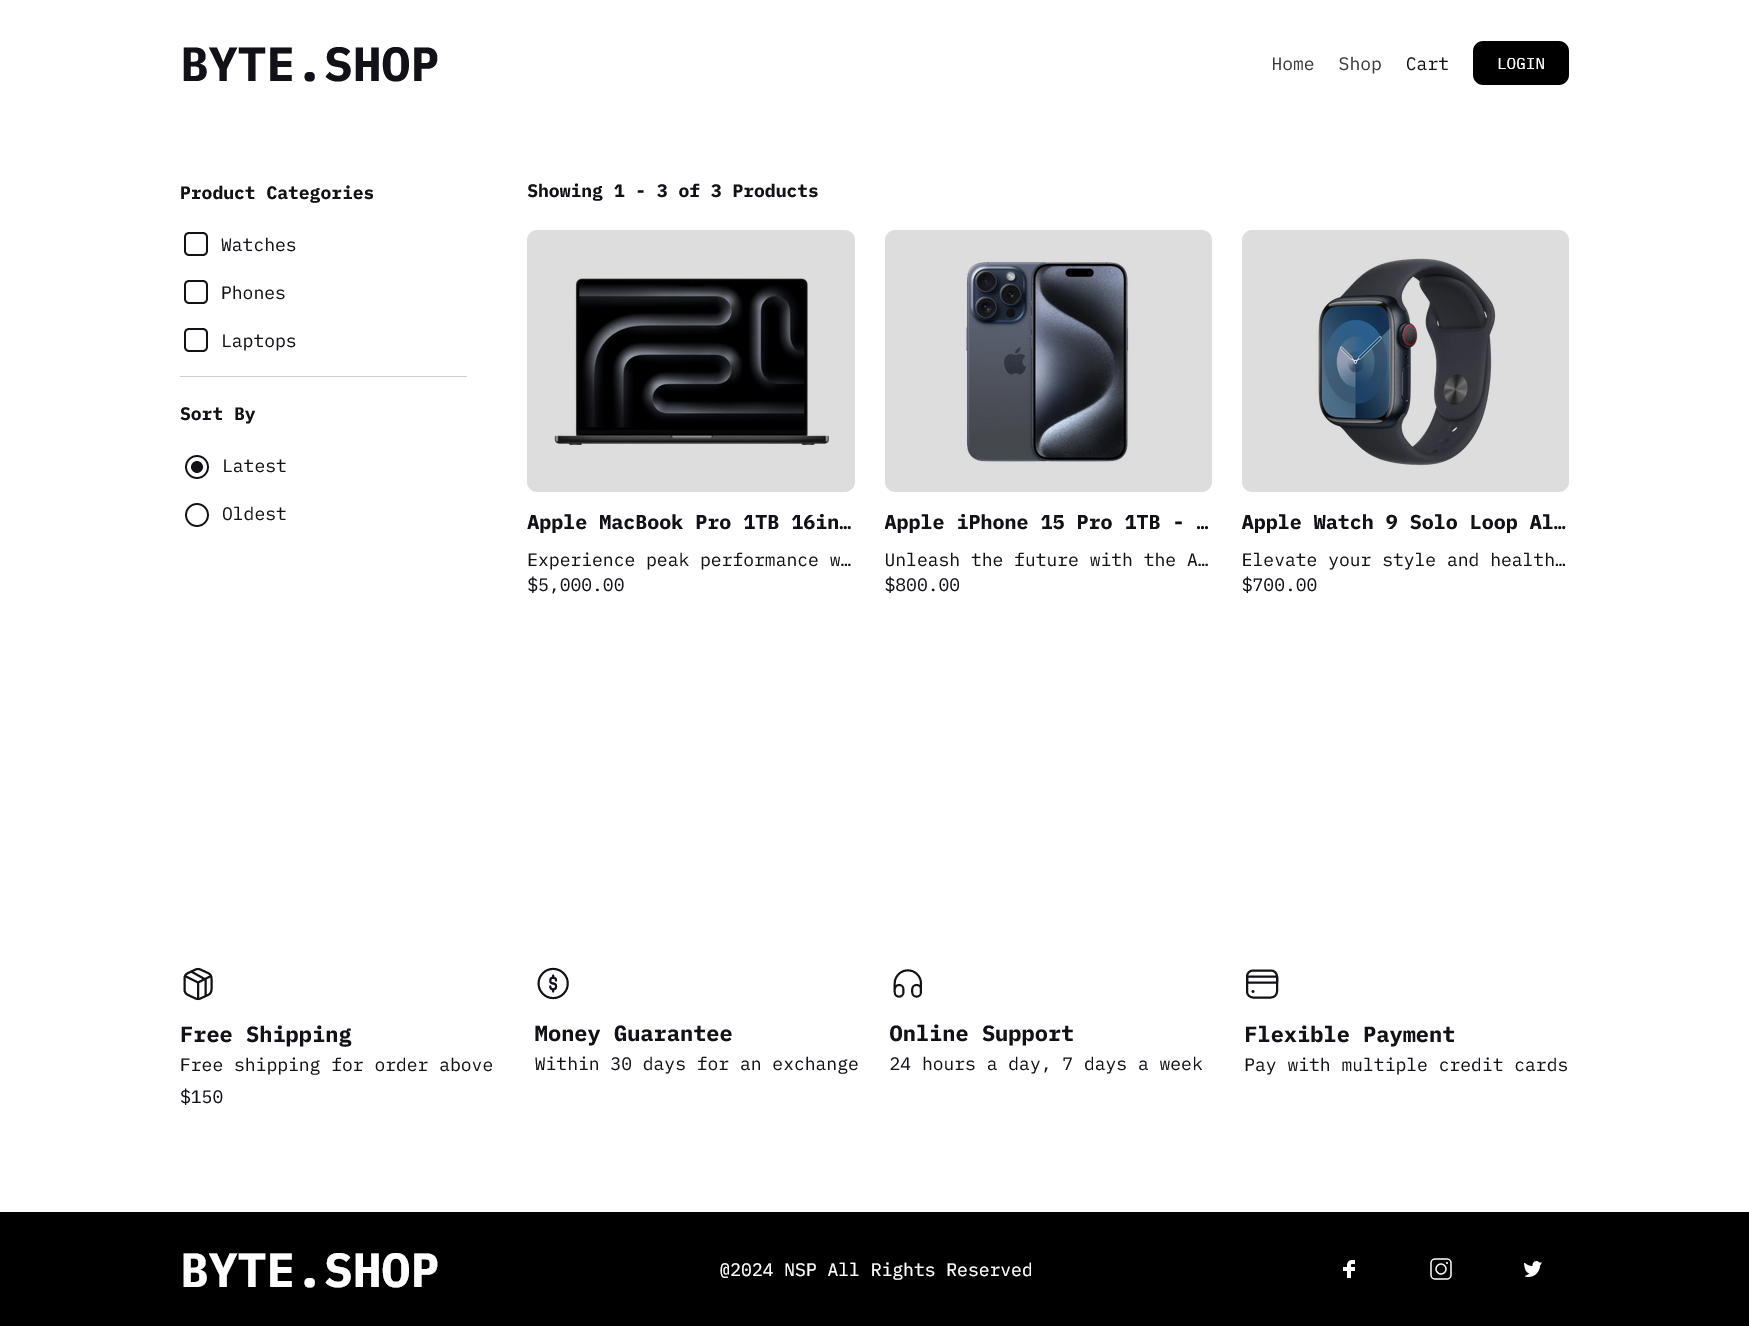 BYTE.SHOP
Home
Shop
Cart
LOGIN
Product Categories
Watches
Phones
Laptops
Sort By
Latest
Oldest
Showing 1 - 3 of 3 Products
Apple MacBook Pro 1TB 16in…
Experience peak performance w…
$5,000.00
Apple iPhone 15 Pro 1TB - …
Unleash the future with the A…
$800.00
Apple Watch 9 Solo Loop Al…
Elevate your style and health…
$700.00
Free Shipping
Free shipping for order above
$150
Money Guarantee
Within 30 days for an exchange
Online Support
24 hours a day, 7 days a week
Flexible Payment
Pay with multiple credit cards
BYTE.SHOP
@2024 NSP All Rights Reserved